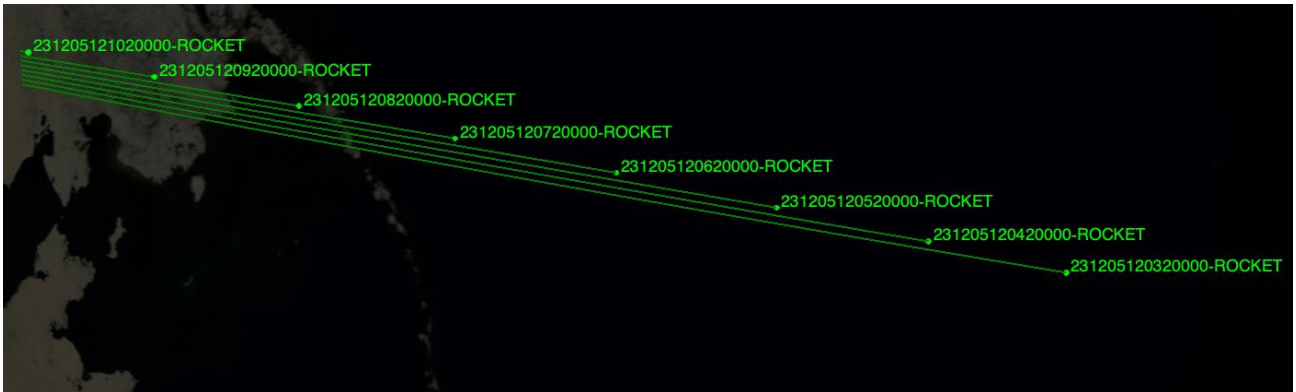 231205121020000-ROCKET
231205120920000-ROCKET
231205120820000-ROCKET
231205120720000-ROCKET
231205120620000-ROCKET
231205120520000-ROCKET
231205120420000-ROCKET
231205120320000-ROCKET